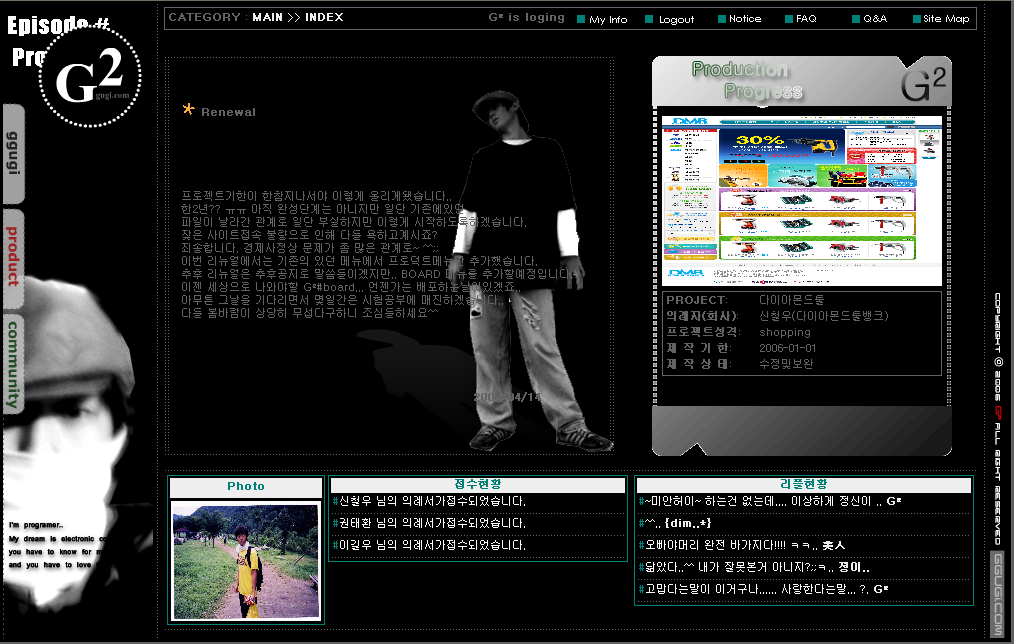 Episode #
Pro
G2
gugl.com
ggugi
product
community
I'm programer..
My dream is electronic co
you have to know for m
and you have to love
CATEGORY : MAIN >> INDEX
G# is loging
My Info
Logout
Notice
FAQ
Q&A
Site Map
* Renewal
프로젝트기한이 한참지나서야 이렇게 올리게됐습니다..
한2년?? ㅠㅠ 아직 완성단계는 아니지만 일단 기존에있던
파일이 날라간 관계로 일단 부실하지만 이렇게 시작하도록하겠습니다.
잦은 사이트접속 불량으로 인해 다들 욕하고계시죠?
죄송합니다. 경제사정상 문제가 좀 많은 관계로~ ^^;;
이번 리뉴얼에서는 기존의 있던 메뉴에서 프로덕트메뉴를 추가했습니다.
추후 리뉴얼은 추후공지로 말씀들이겠지만.. BOARD 메뉴를 추가할예정입니다.
이젠 세상으로 나와야할 G*#board... 언젠가는 배포하는날이있겠죠.
아무튼 그날을 기다리면서 몇일간은 시험공부에 매진하겠습니다..
다들 봄바람이 상당히 무섭다구하니 조심들하세요^^
Production
Progress
G2
DMB
30%
PROJECT: 다이아몬드툴
의뢰자(회사): 신철우(다이아몬드툴뱅크)
프로젝트성격: shopping
제 작 기 한: 2006-01-01
제 작 상 태: 수정및보완
Photo
접수현황
#신철우 님의 의뢰서가접수되었습니다.
#권태환 님의 의뢰서가접수되었습니다.
#이길우 님의 의뢰서가접수되었습니다.
리플현황
#~미안허이~ 하는건 없는데.... 이상하게 정신이 .. G*
#^^.. {dim..*}
#오빠야머리 완전 바가지다!!!! ㅋㅋ..
#닮았다..^^ 내가 잘못본거 아니지?;;ㅋ.. 정이..
#고맙다는말이 이거구나...... 사랑한다는말... ?. G*
COPYRIGHT @ 2005 G* ALL RIGHT RESERVED
GGUGI.COM